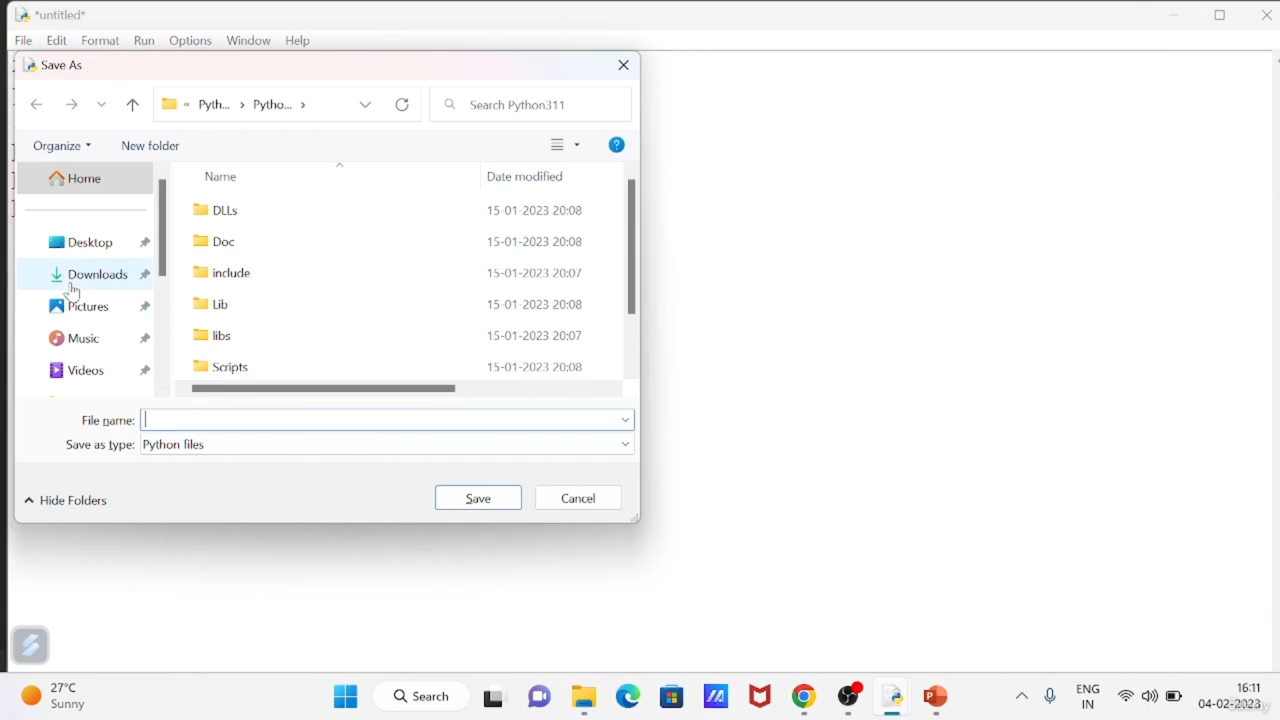 *untitled*
File Edit Format Run Options Window Help
Save As
« Pyth... › Pytho... ›
Search Python311
Organize New folder
Home
Name Date modified
DLLs 15-01-2023 20:08
Desktop
Doc 15-01-2023 20:08
Downloads
include 15-01-2023 20:07
Pictures
Lib 15-01-2023 20:08
Music
libs 15-01-2023 20:07
Videos
Scripts 15-01-2023 20:08
File name:
Save as type: Python files
Hide Folders
Save Cancel
27°C
Sunny
Search
ENG
IN
16:11
04-02-2023